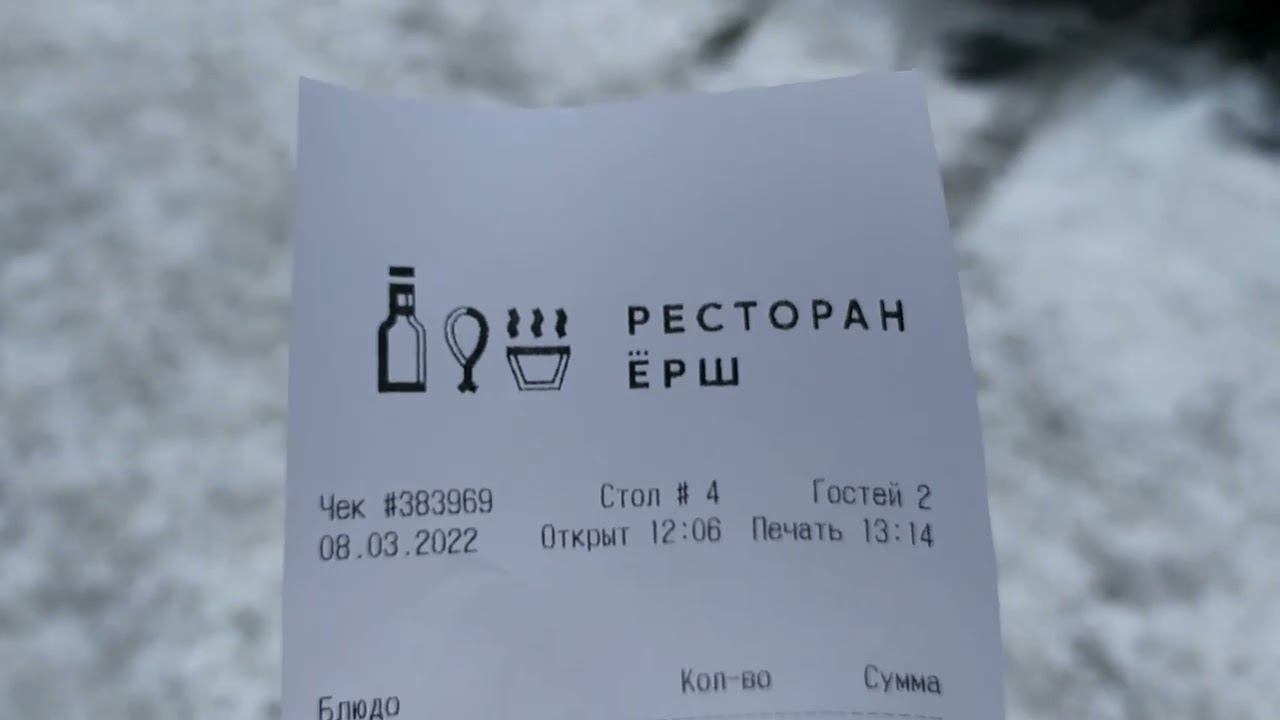 РЕСТОРАН
ЁРШ
Чек #383969 Стол # 4 Гостей 2
08.03.2022 Открыт 12:06 Печать 13:14
Блюдо Кол-во Сумма